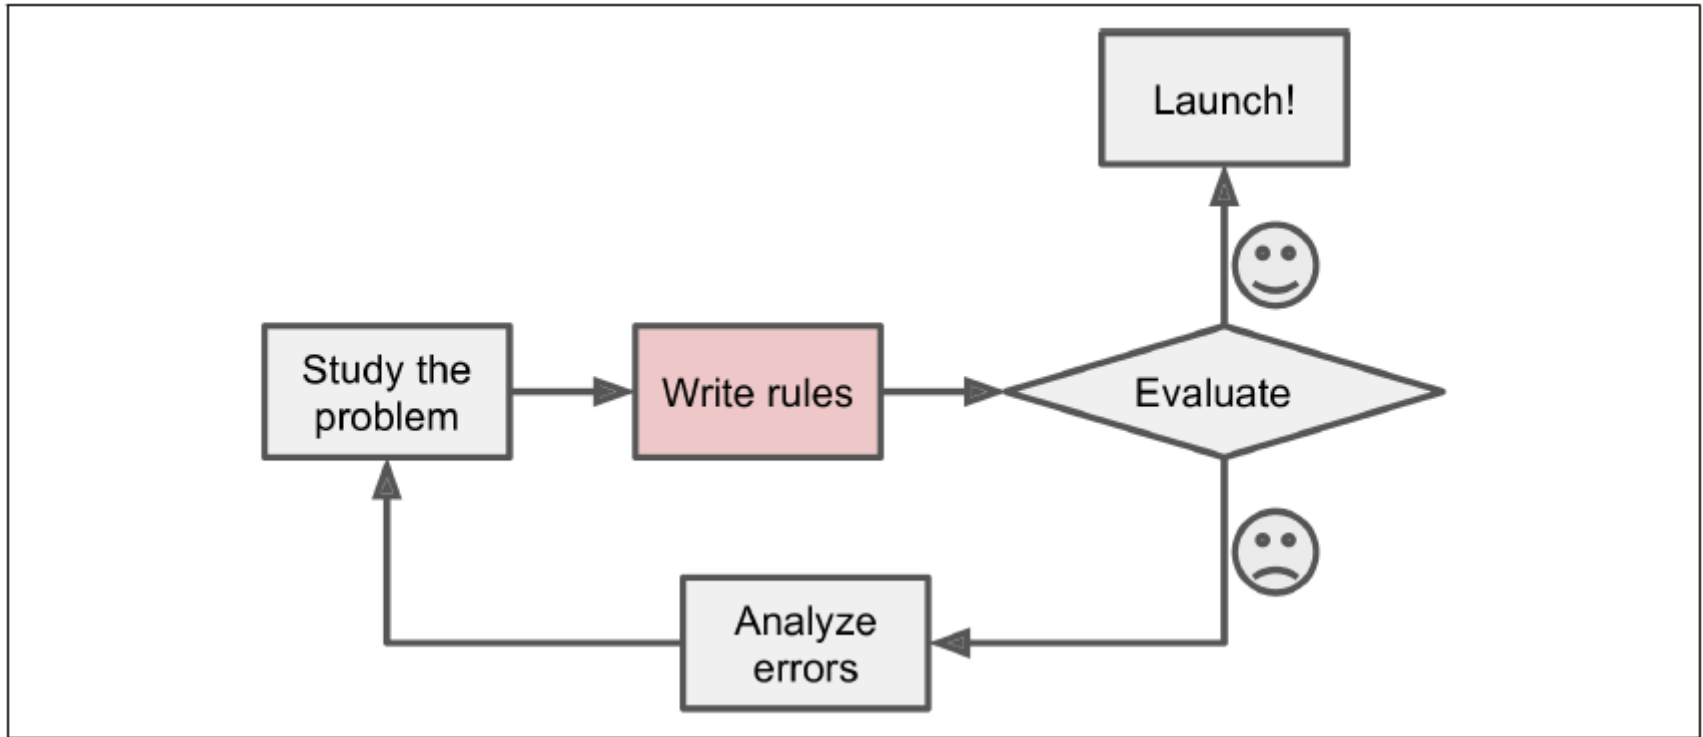 Launch!
Study the
problem
Write rules
Evaluate
Analyze
errors